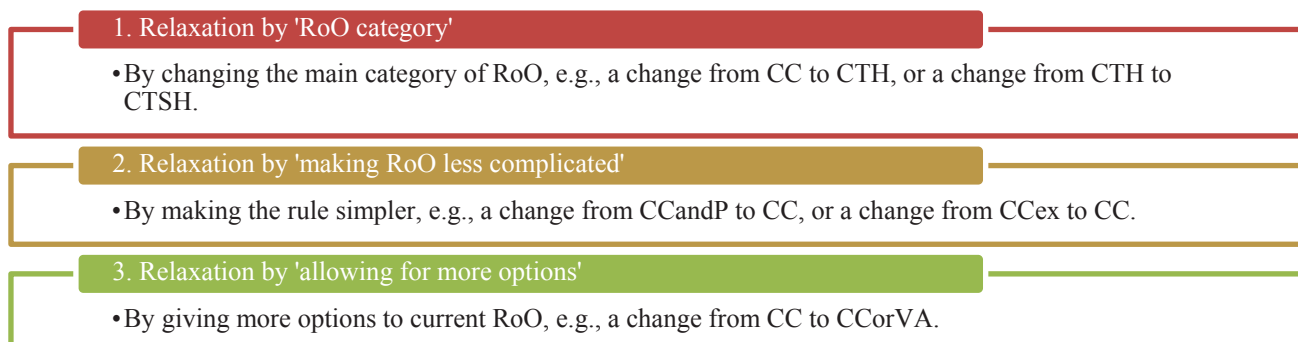 1. Relaxation by 'RoO category'
•By changing the main category of RoO, e.g., a change from CC to CTH, or a change from CTH to
CTSH.
2. Relaxation by 'making RoO less complicated'
•By making the rule simpler, e.g., a change from CCandP to CC, or a change from CCex to CC.
3. Relaxation by 'allowing for more options'
•By giving more options to current RoO, e.g., a change from CC to CCorVA.